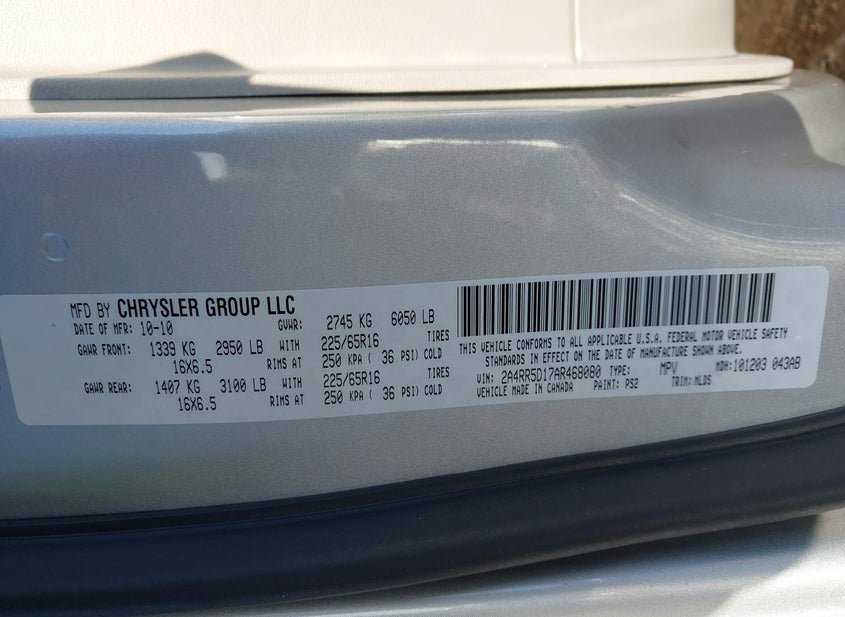 MFD BY CHRYSLER GROUP LLC
DATE OF MFR: 10-10 GVWR: 2745 KG 6050 LB
GAWR FRONT: 1339 KG 2950 LB WITH 225/65R16 TIRES
16X6.5 RIMS AT 250 KPA ( 36 PSI) COLD
GAWR REAR: 1407 KG 3100 LB WITH 225/65R16 TIRES
16X6.5 RIMS AT 250 KPA ( 36 PSI) COLD
THIS VEHICLE CONFORMS TO ALL APPLICABLE U.S.A. FEDERAL MOTOR VEHICLE SAFETY
STANDARDS IN EFFECT ON THE DATE OF MANUFACTURE SHOWN ABOVE.
VIN: 2A4RR5D17AR468080 TYPE: MPV MDH: 101203 043AB
VEHICLE MADE IN CANADA PAINT: PS2 TRIM: MLDS